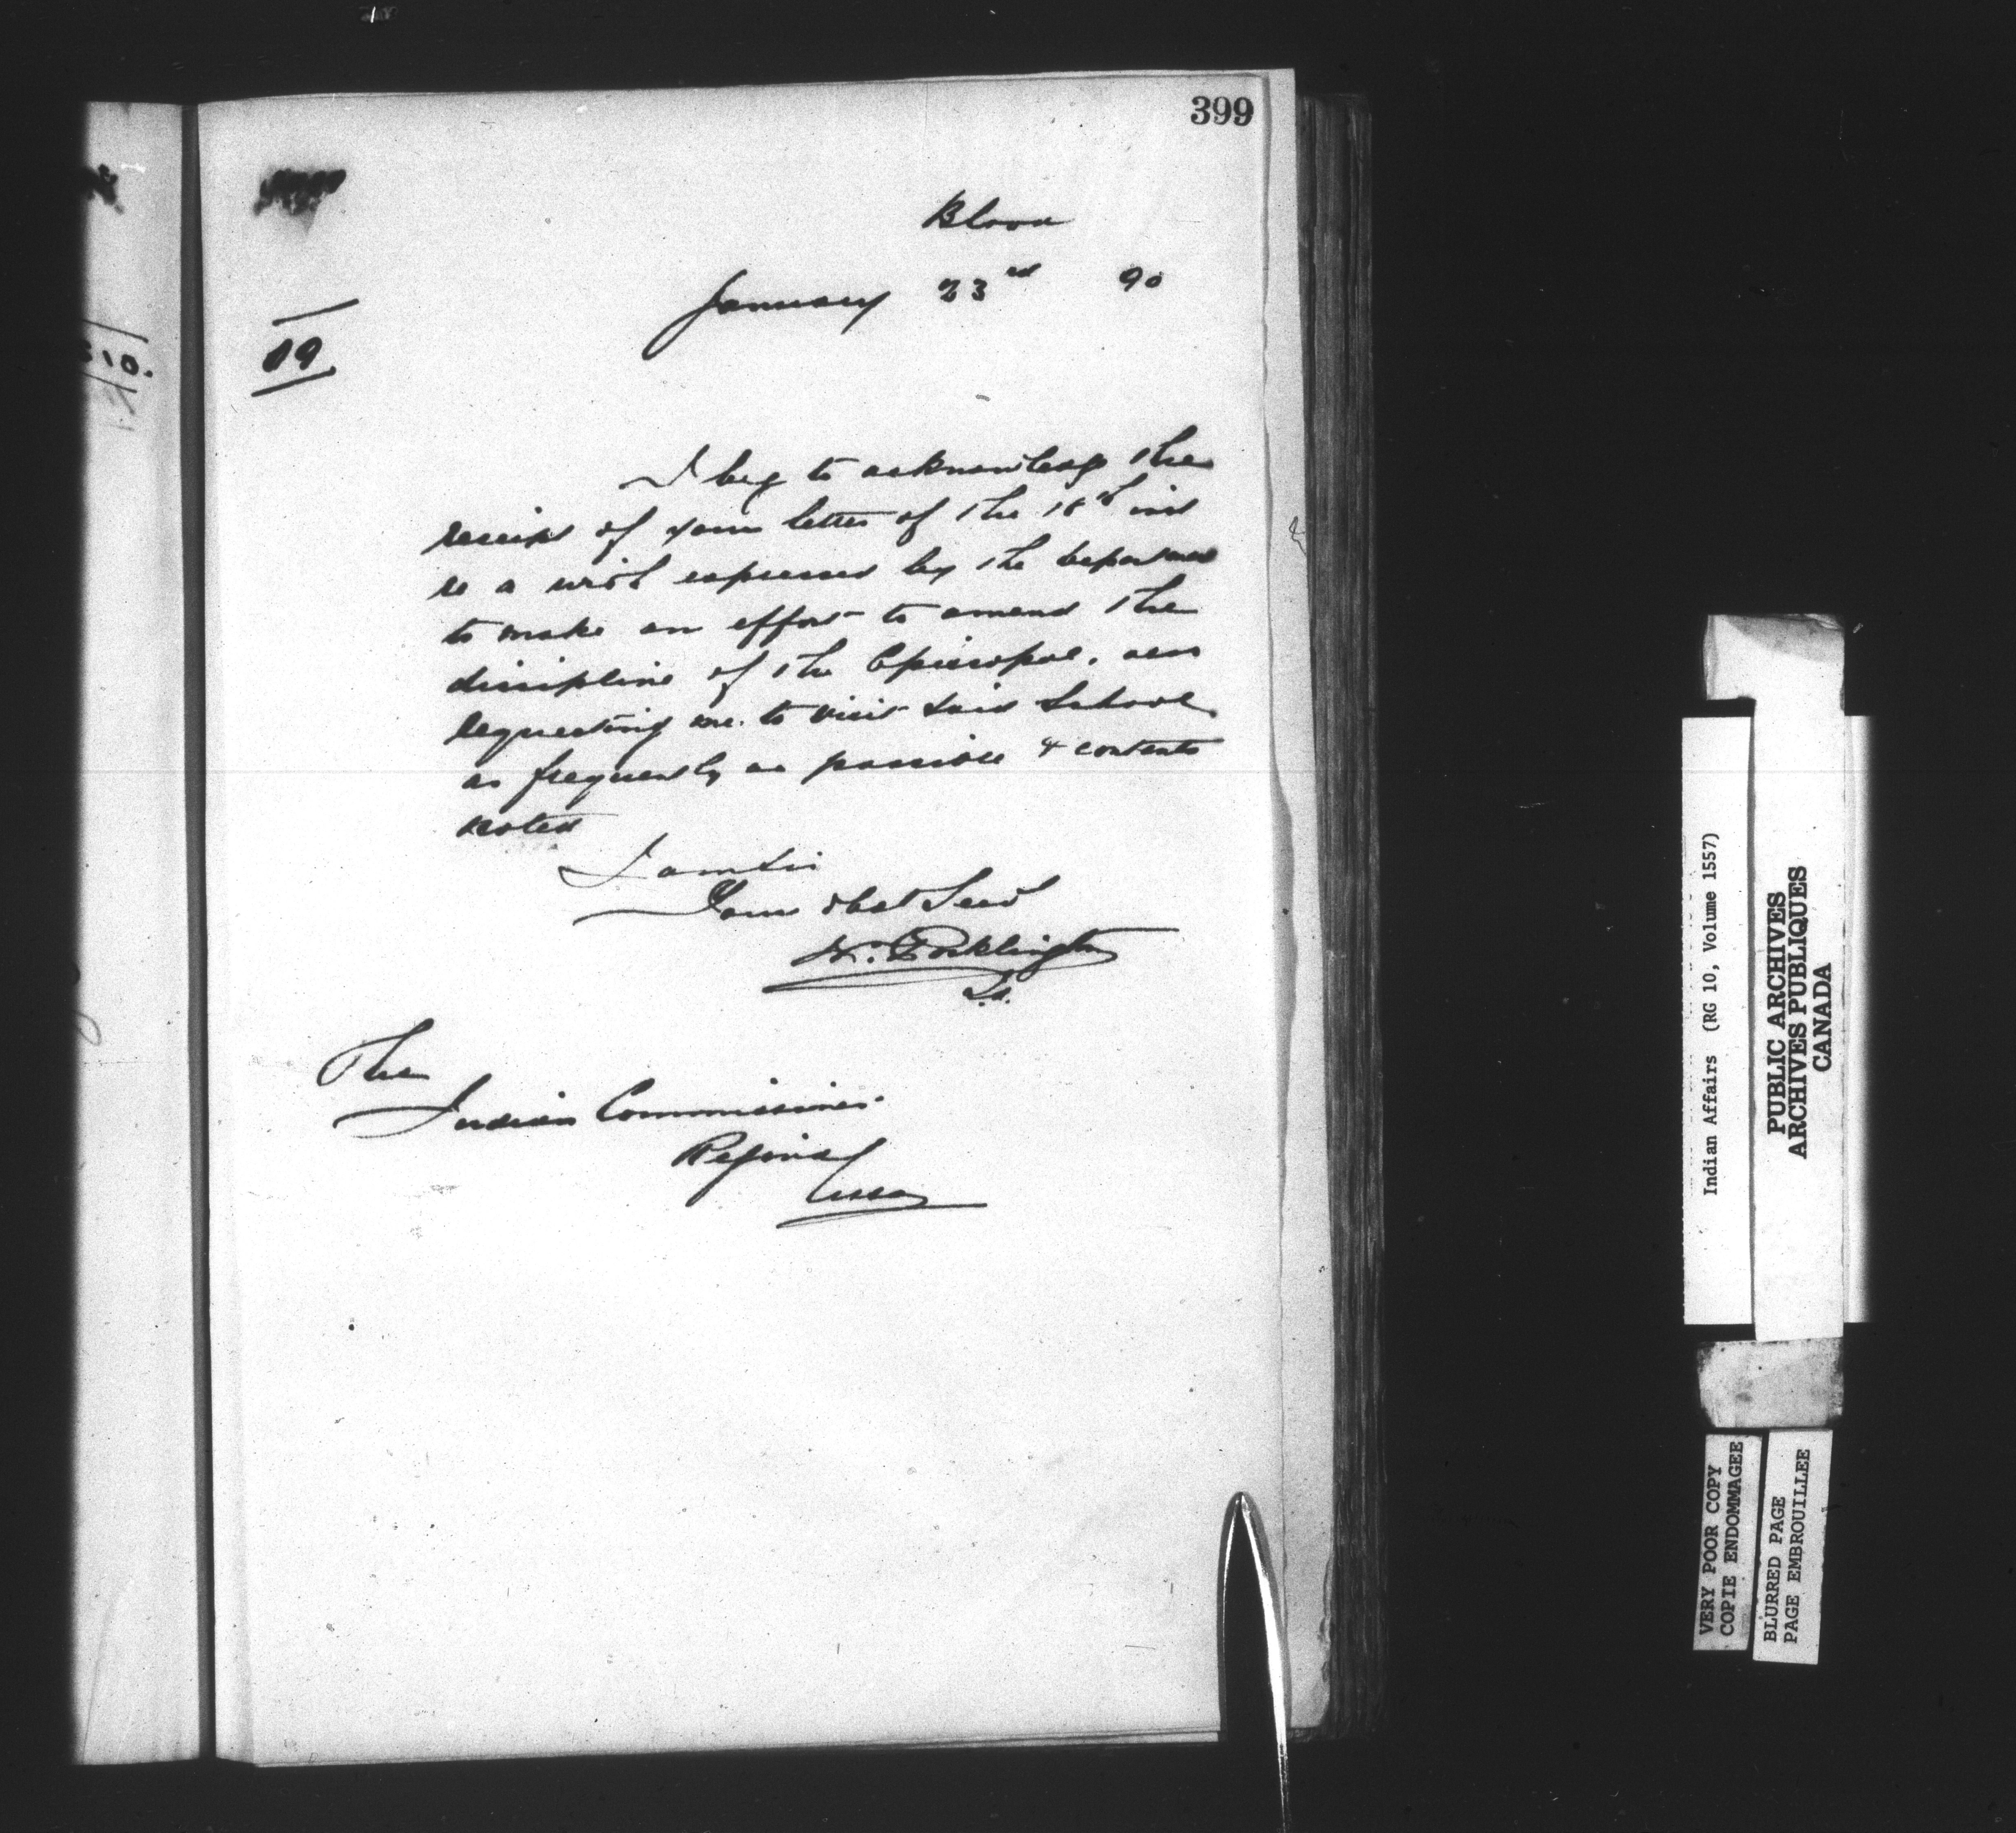 399
Blood
January 23rd 90
19
I beg to acknowledge the
receipt of your letter of the 18th inst
re a wish expressed by the Department
to make an effort to amend the
discipline of the Episcopal, also
requesting me to visit said School
as frequently as possible & contents
noted
I am Sir
Your obet Servt
W. Pocklington
The
Indian Commissioner
Regina
Assa
10.
Indian Affairs (RG 10, Volume 1557)
PUBLIC ARCHIVES
ARCHIVES PUBLIQUES
CANADA
VERY POOR COPY
COPIE ENDOMMAGEE
BLURRED PAGE
PAGE EMBROUILLEE